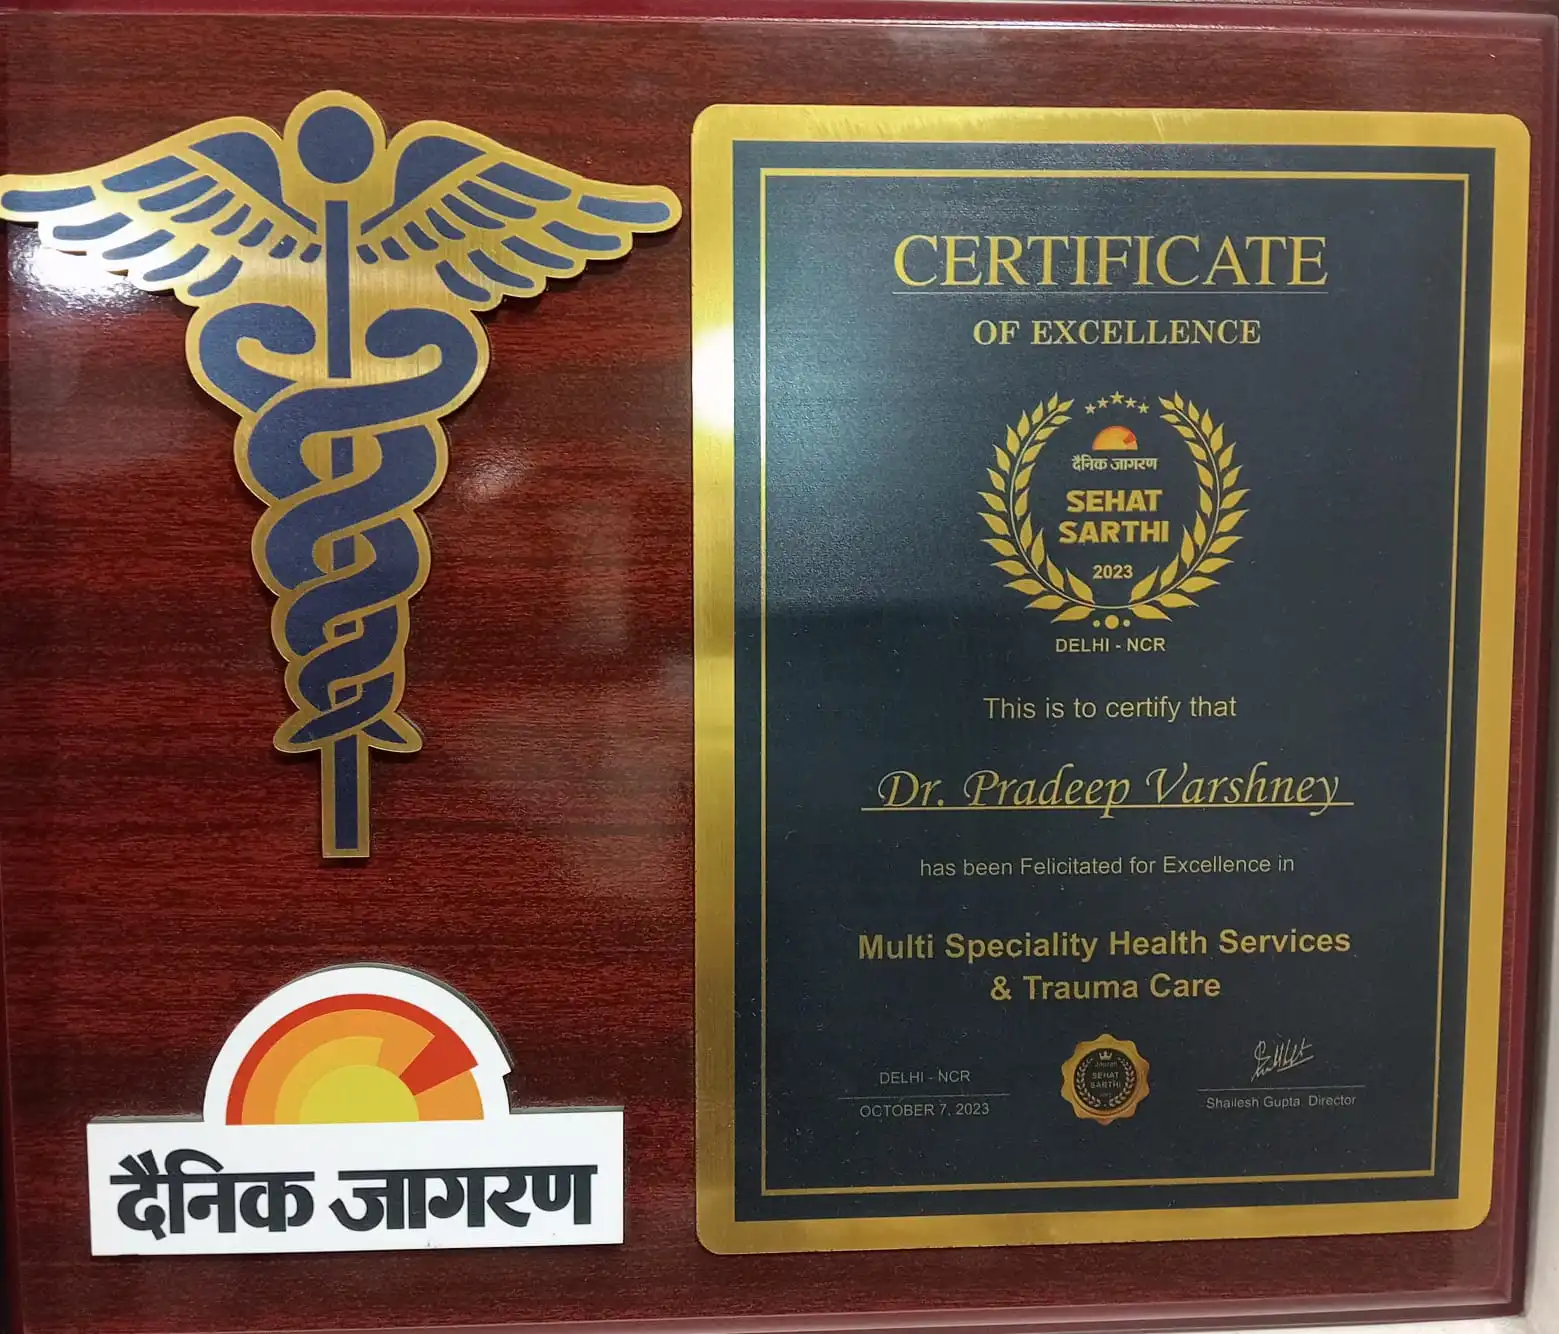 CERTIFICATE
OF EXCELLENCE
दैनिक जागरण
SEHAT
SARTHI
2023
DELHI - NCR
This is to certify that
Dr. Pradeep Varshney
has been Felicitated for Excellence in
Multi Speciality Health Services
& Trauma Care
DELHI - NCR
OCTOBER 7, 2023
SEHAT
SARTHI
Shailesh Gupta Director
दैनिक जागरण